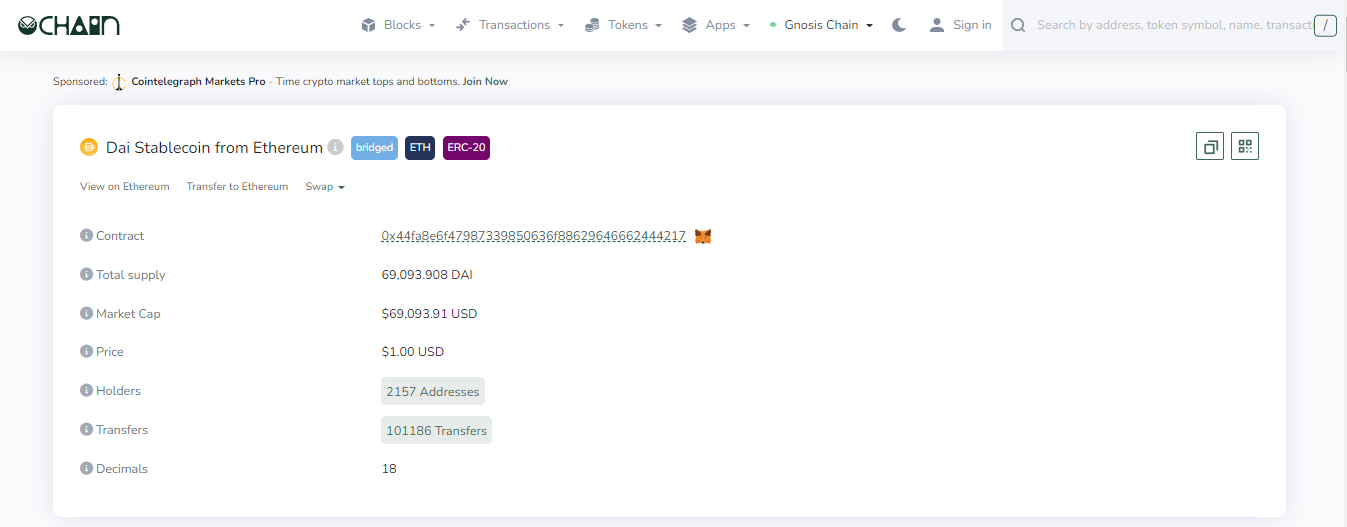 CHAIN Blocks Transactions Tokens Apps Gnosis Chain Sign in Search by address, token symbol, name, transacti /
Sponsored: Cointelegraph Markets Pro - Time crypto market tops and bottoms. Join Now
Dai Stablecoin from Ethereum bridged ETH ERC-20
View on Ethereum Transfer to Ethereum Swap
Contract 0x44fa8e6f47987339850636f88629646662444217
Total supply 69,093.908 DAI
Market Cap $69,093.91 USD
Price $1.00 USD
Holders 2157 Addresses
Transfers 101186 Transfers
Decimals 18